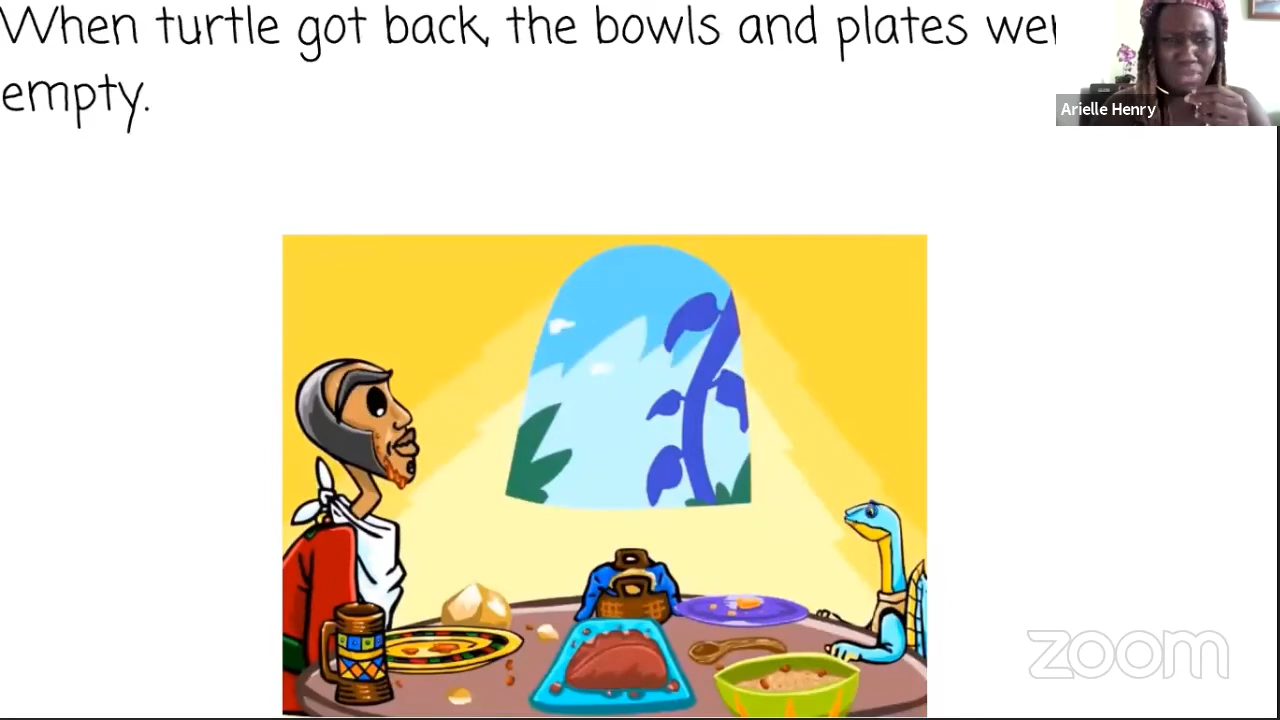 When turtle got back, the bowls and plates
empty.
Arielle Henry
zoom